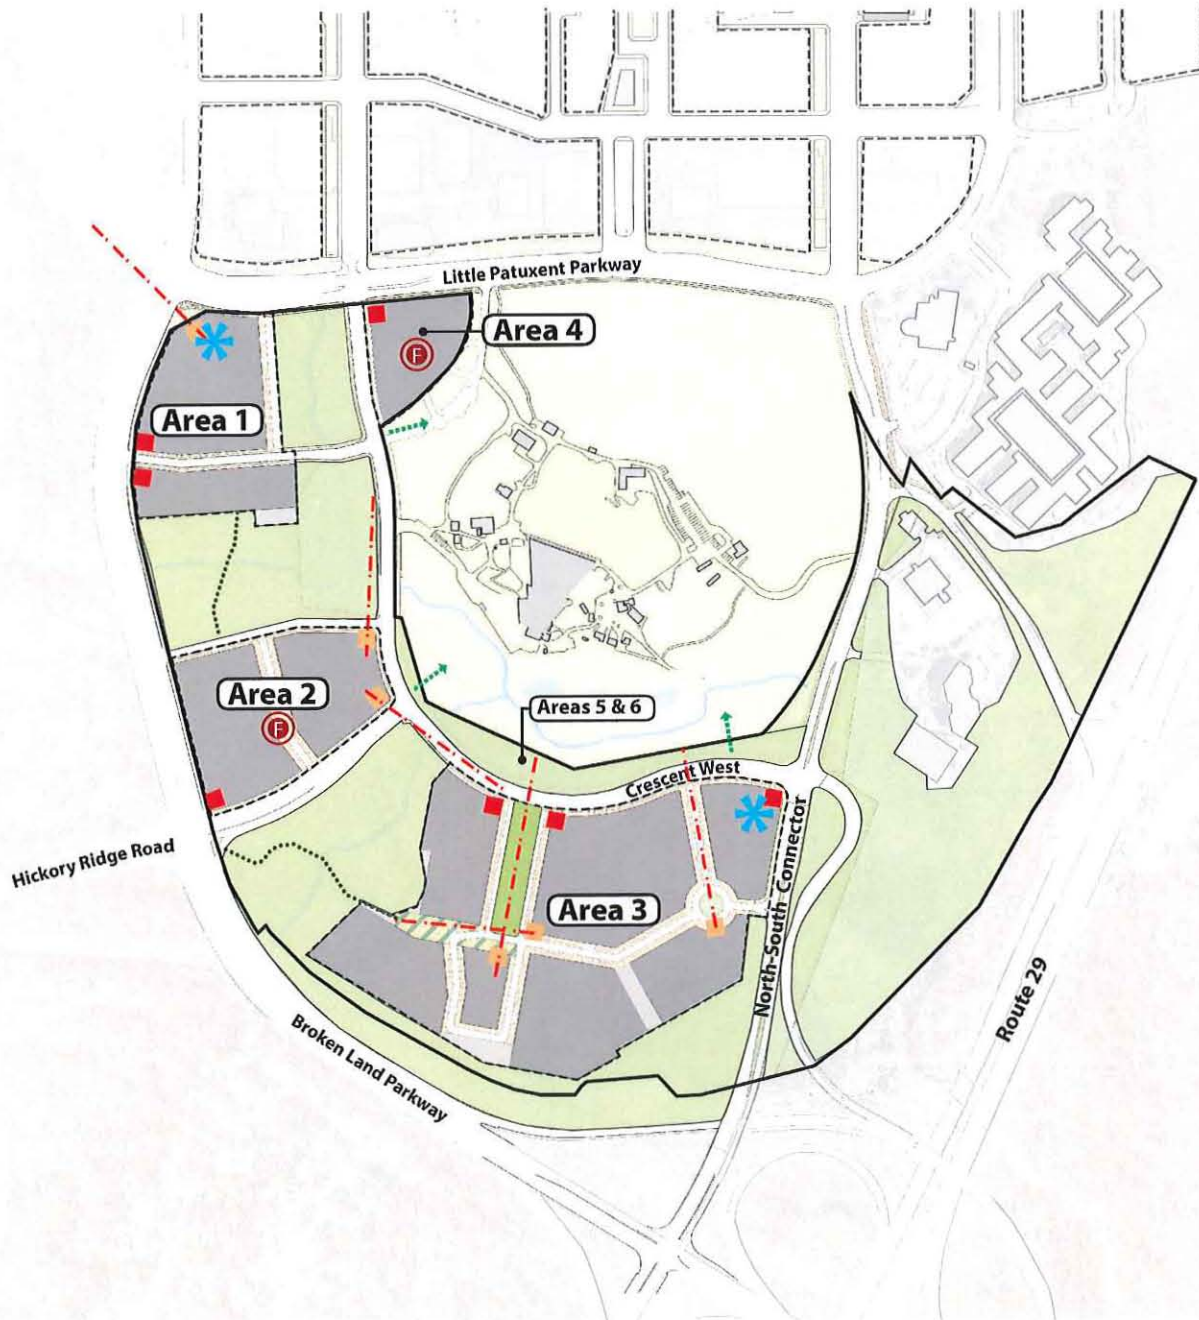 Little Patuxent Parkway
Area 4
F
Area 1
Area 2
F
Areas 5 & 6
Crescent West
Hickory Ridge Road
Area 3
North-South Connector
Route 29
Broken Land Parkway